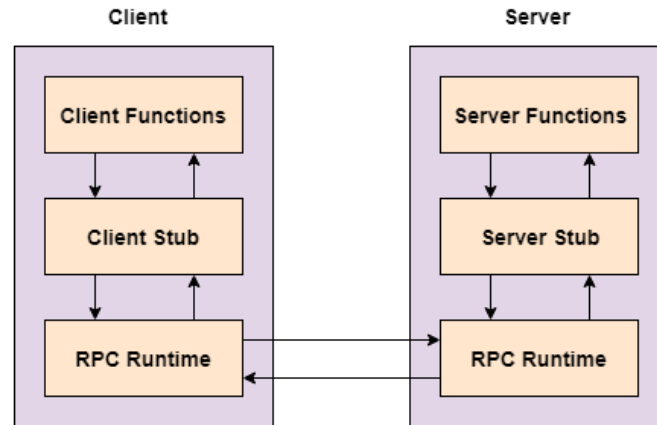 Client
Server
Client Functions
Server Functions
Client Stub
Server Stub
RPC Runtime
RPC Runtime